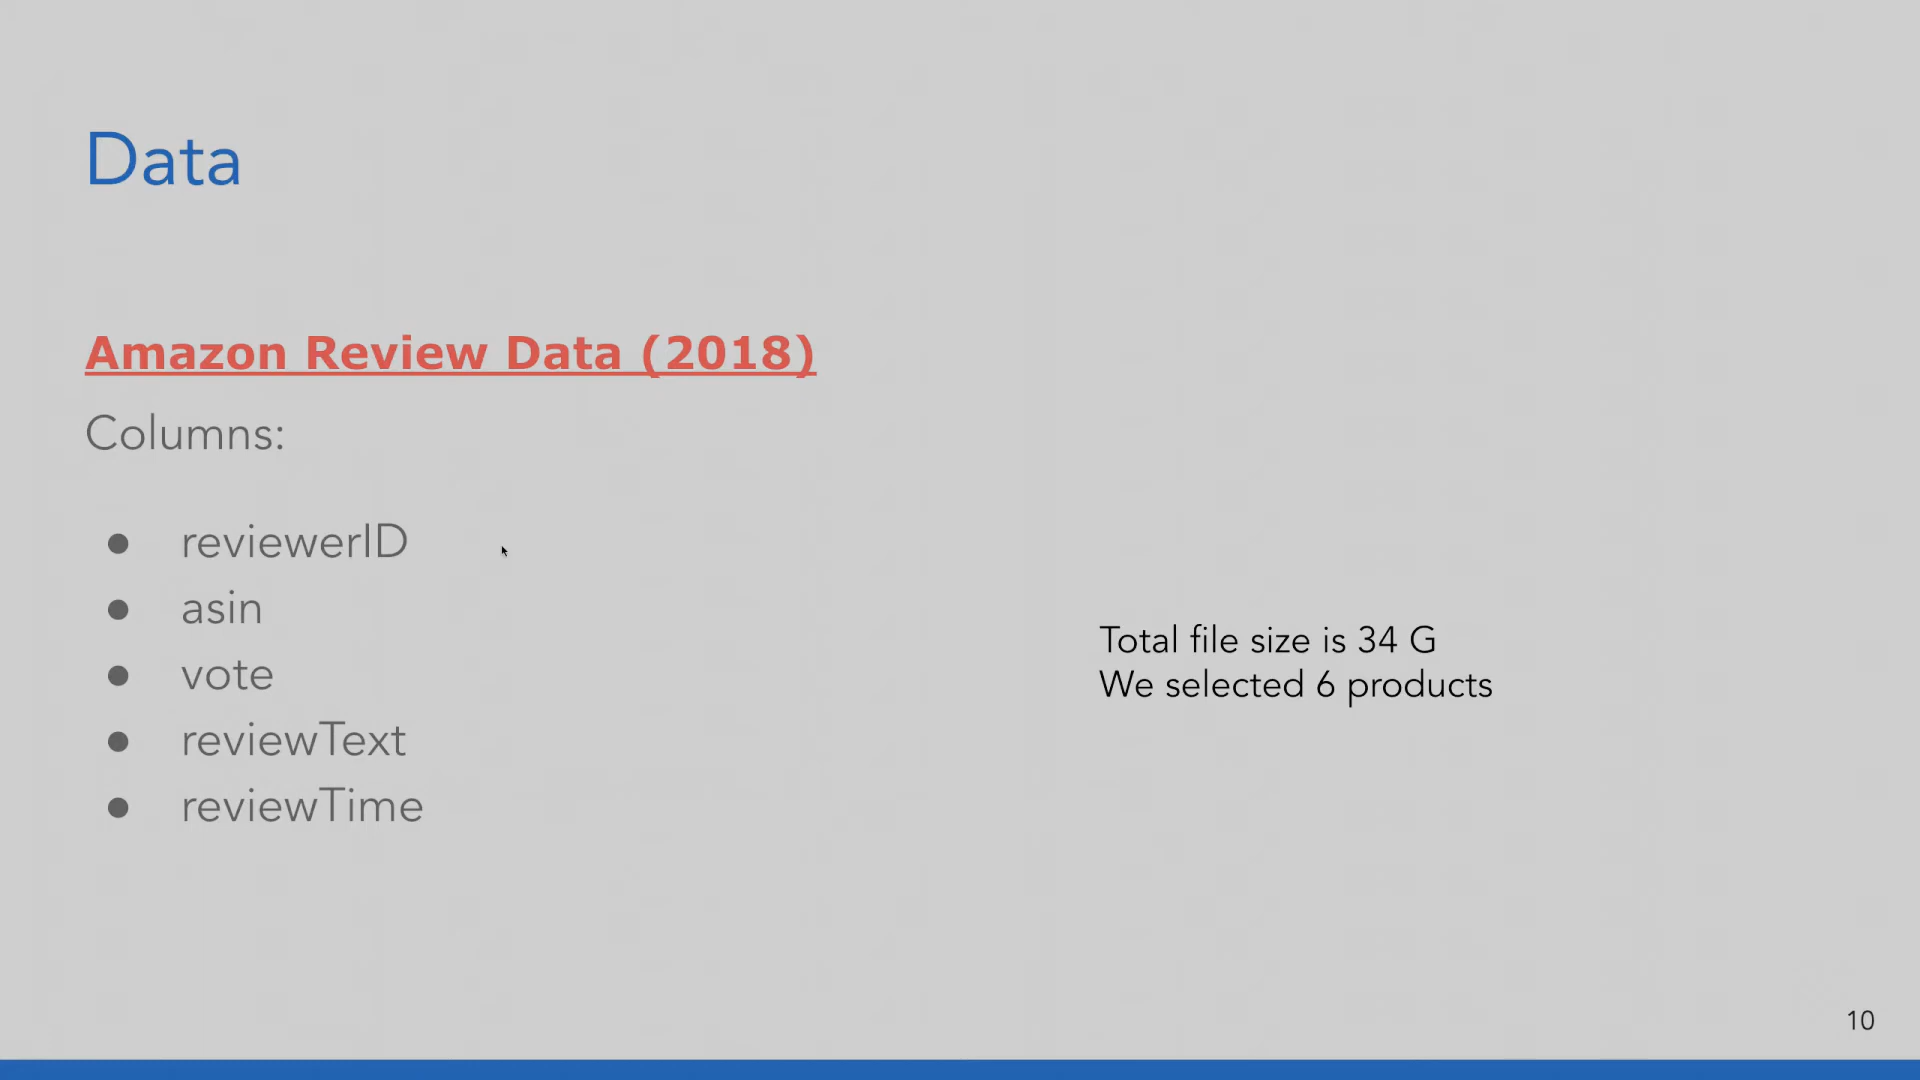 Data
Amazon Review Data (2018)
Columns:
● reviewerID
● asin
● vote
● reviewText
● reviewTime
Total file size is 34 G
We selected 6 products
10